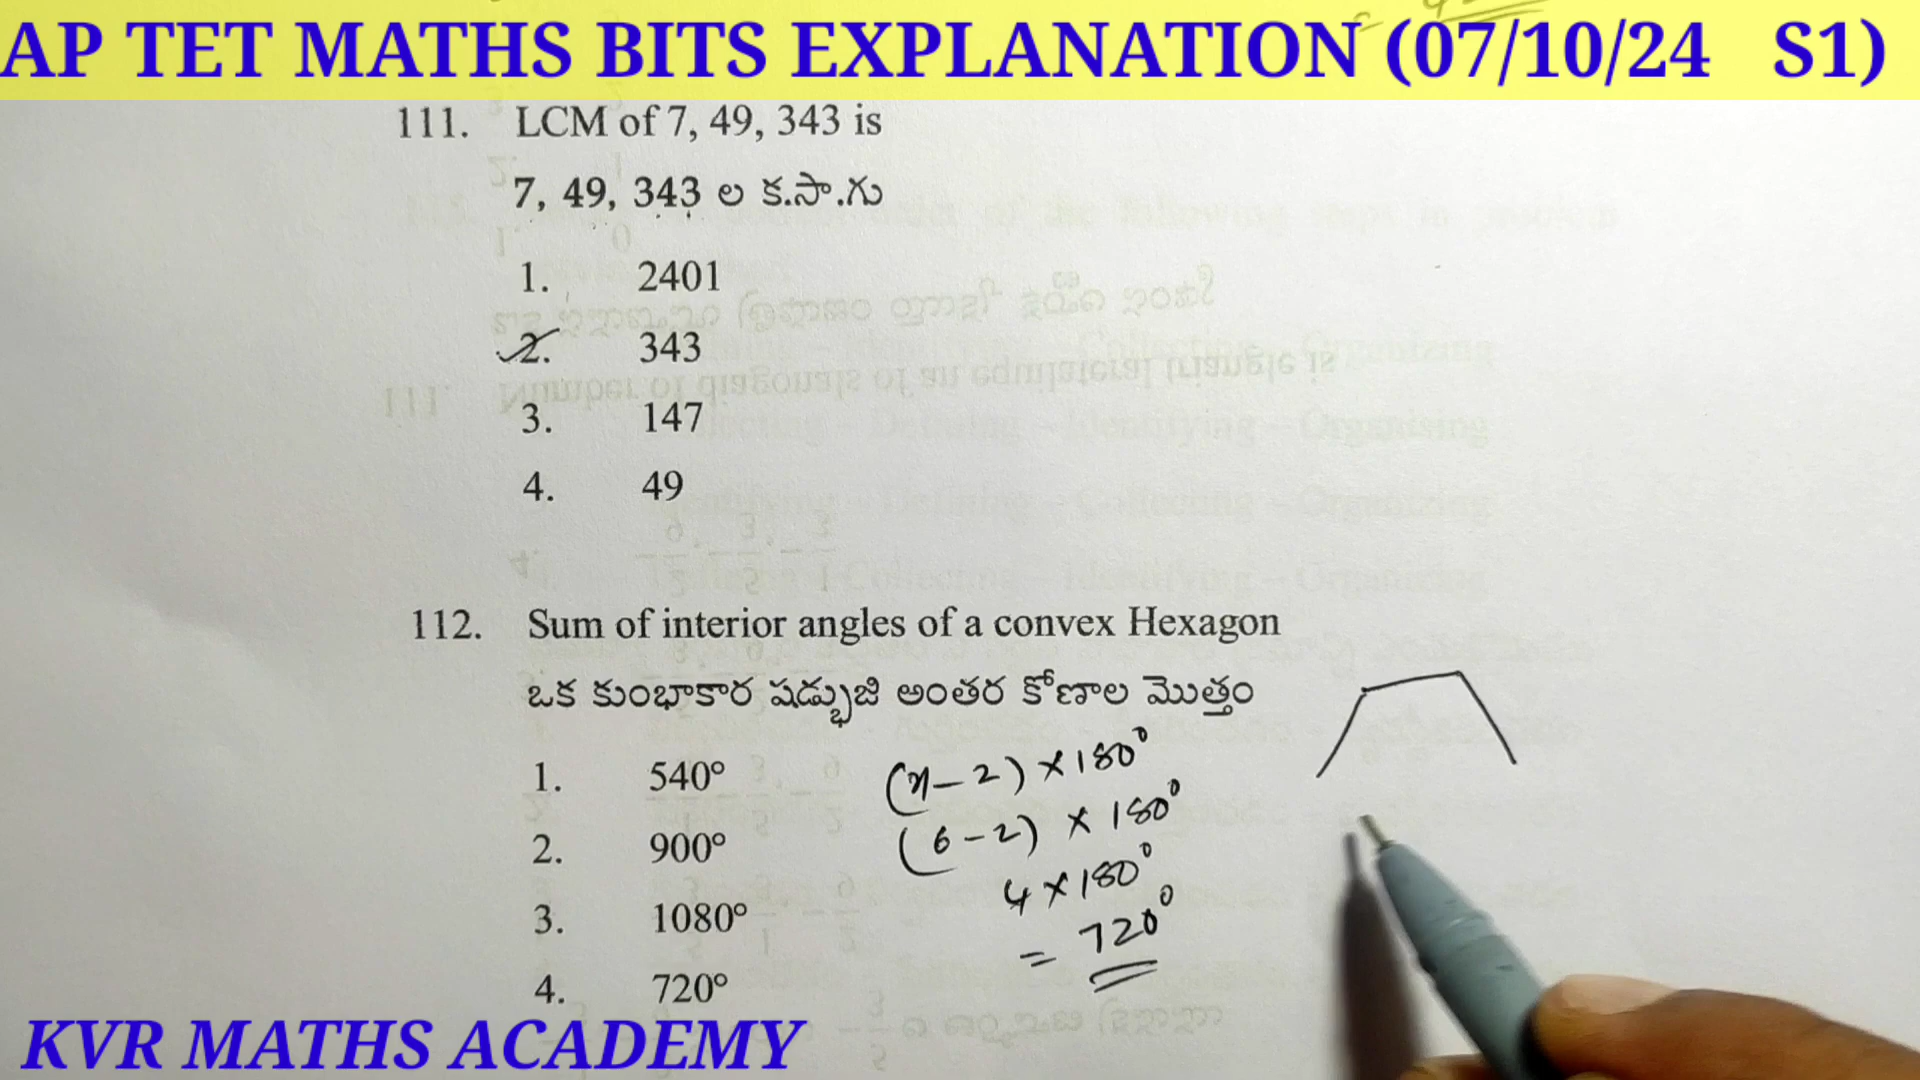 AP TET MATHS BITS EXPLANATION (07/10/24 S1)
111. LCM of 7, 49, 343 is
7, 49, 343 ల క.సా.గు
1. 2401
2. 343
3. 147
4. 49
112. Sum of interior angles of a convex Hexagon
ఒక కుంభాకార షడ్భుజి అంతర కోణాల మొత్తం
1. 540°
2. 900°
3. 1080°
4. 720°
(n-2) × 180°
(6-2) × 180°
4 × 180°
= 720°
KVR MATHS ACADEMY